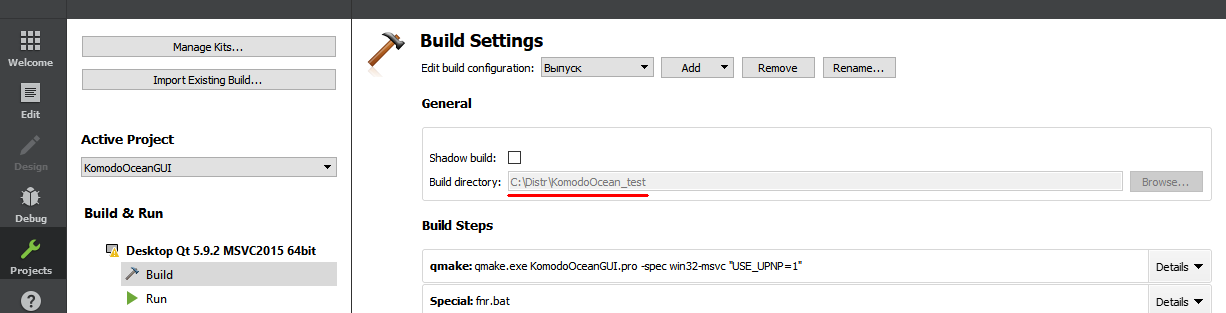 Welcome
Edit
Design
Debug
Projects
Manage Kits...
Import Existing Build...
Active Project
KomodoOceanGUI
Build & Run
Desktop Qt 5.9.2 MSVC2015 64bit
Build
Run
Build Settings
Edit build configuration: Выпуск Add Remove Rename...
General
Shadow build:
Build directory: C:\Distr\KomodoOcean_test Browse...
Build Steps
qmake: qmake.exe KomodoOceanGUI.pro -spec win32-msvc "USE_UPNP=1" Details
Special: fnr.bat Details